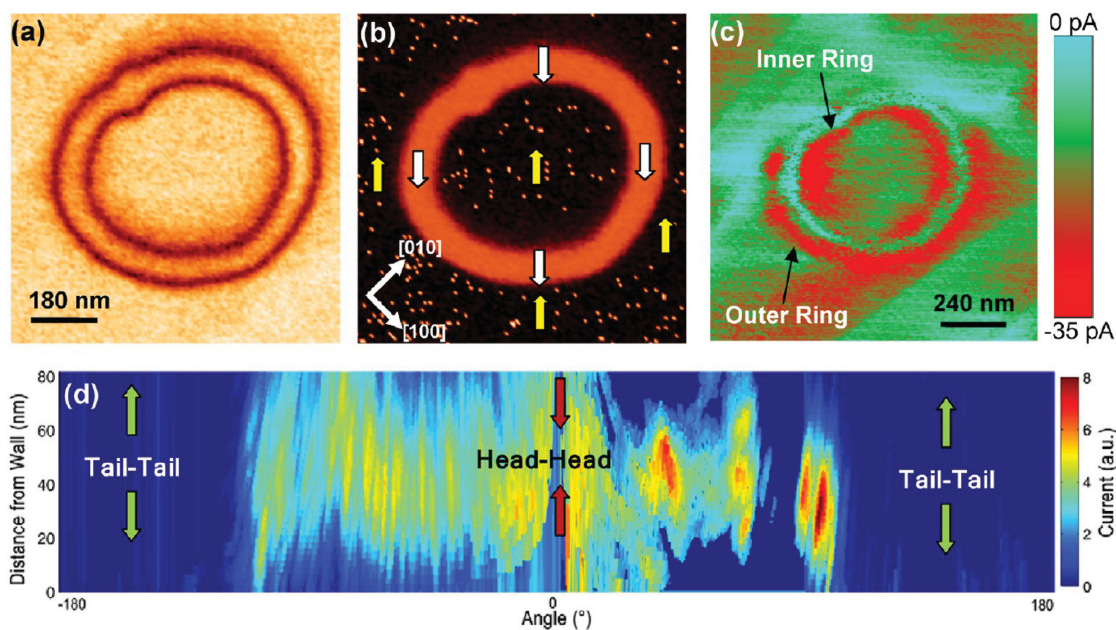 (a)
180 nm
(b)
[010]
[100]
(c)
Inner Ring
Outer Ring
240 nm
0 pA
-35 pA
(d)
Distance from Wall (nm)
80
60
40
20
0
Tail-Tail
Head-Head
Tail-Tail
-180
0
180
Angle (°)
8
6
4
2
0
Current (a.u.)